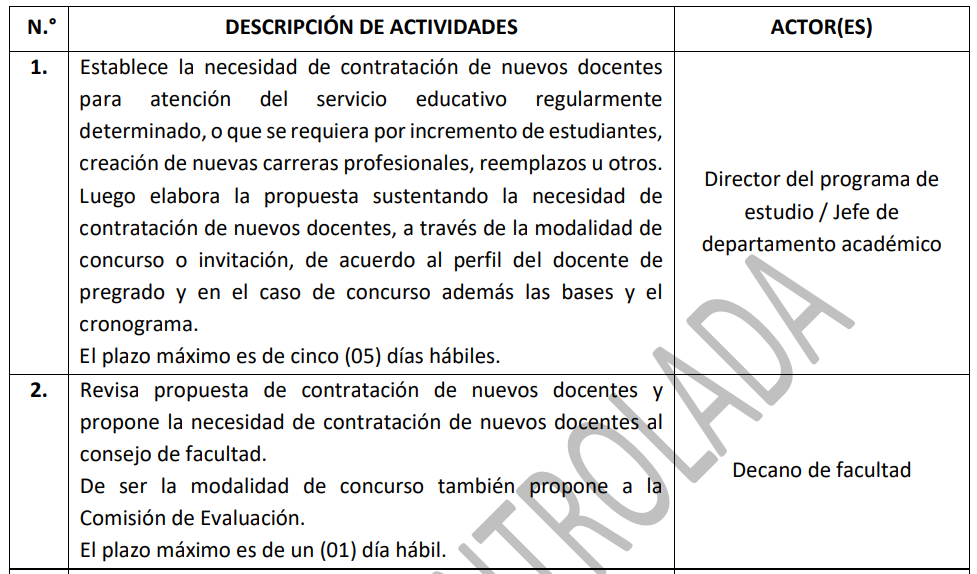 N.° DESCRIPCIÓN DE ACTIVIDADES ACTOR(ES)
1. Establece la necesidad de contratación de nuevos docentes
para atención del servicio educativo regularmente
determinado, o que se requiera por incremento de estudiantes,
creación de nuevas carreras profesionales, reemplazos u otros.
Luego elabora la propuesta sustentando la necesidad de
contratación de nuevos docentes, a través de la modalidad de
concurso o invitación, de acuerdo al perfil del docente de
pregrado y en el caso de concurso además las bases y el
cronograma.
El plazo máximo es de cinco (05) días hábiles.
Director del programa de
estudio / Jefe de
departamento académico
2. Revisa propuesta de contratación de nuevos docentes y
propone la necesidad de contratación de nuevos docentes al
consejo de facultad.
De ser la modalidad de concurso también propone a la
Comisión de Evaluación.
El plazo máximo es de un (01) día hábil.
Decano de facultad
NTROLADA